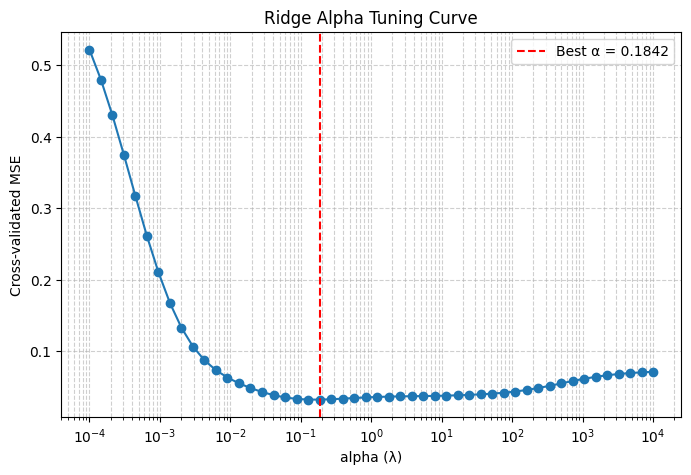 Ridge Alpha Tuning Curve
Best α = 0.1842
Cross-validated MSE
0.5
0.4
0.3
0.2
0.1
10⁻⁴ 10⁻³ 10⁻² 10⁻¹ 10⁰ 10¹ 10² 10³ 10⁴
alpha (λ)